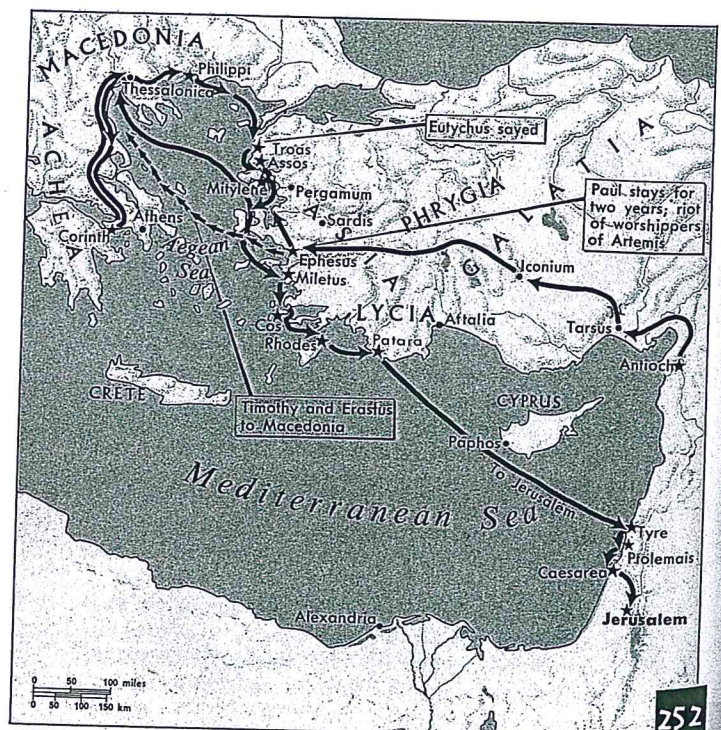 MACEDONIA
Philippi
Thessalonica
ACHEA
Eutychus sayed
Troas
Assos
Mitylene
Pergamum
GALATIA
PHRYGIA
ASIA
Sardis
Paul stays for
two years; riot
of worshippers
of Artemis
Athens
Corinth
Aegean
Sea
Ephesus
Miletus
Iconium
LYCIA
Attalia
Tarsus
Cos
Rhodes
Patara
Antioch
CRETE
Timothy and Erastus
to Macedonia
CYPRUS
Paphos
To Jerusalem
Mediterranean Sea
Tyre
Ptolemais
Caesarea
Jerusalem
Alexandria
0 50 100 miles
0 50 100 150 km
252